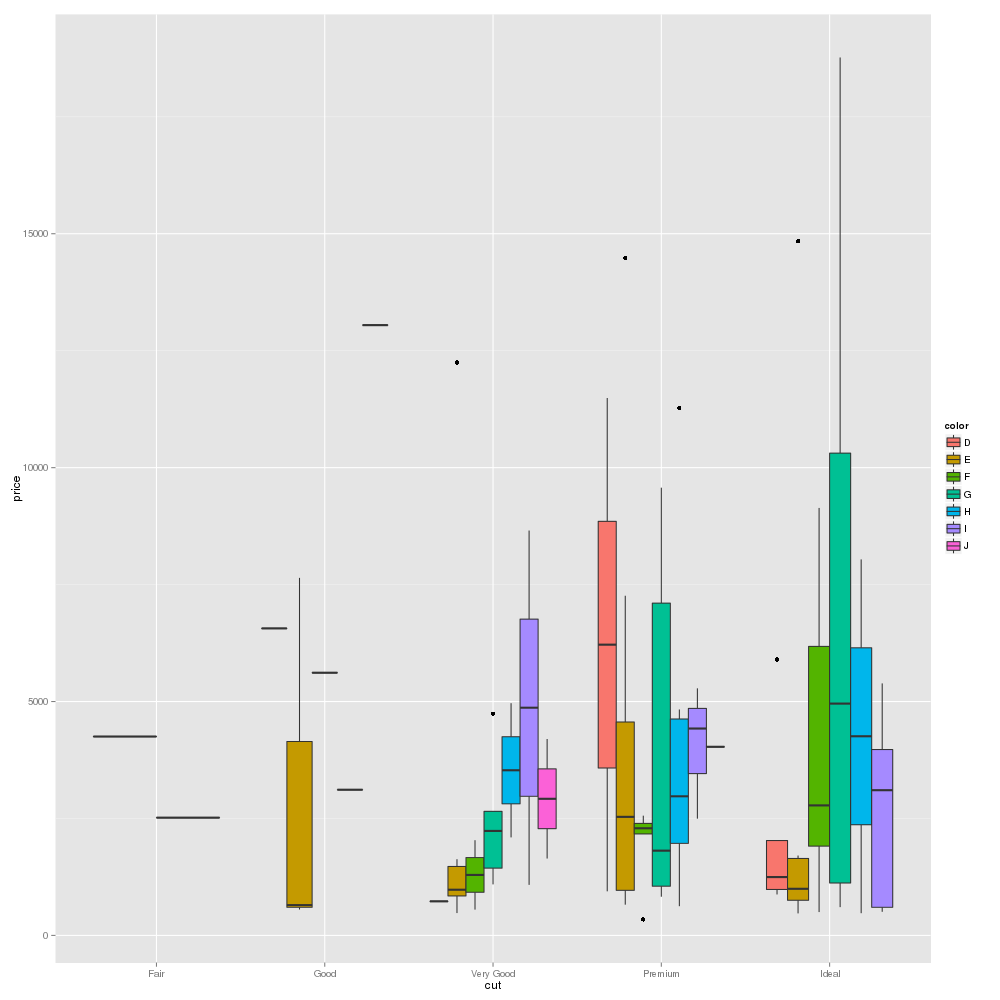 price
15000
10000
5000
0
Fair
Good
Very Good
Premium
Ideal
cut
color
D
E
F
G
H
I
J